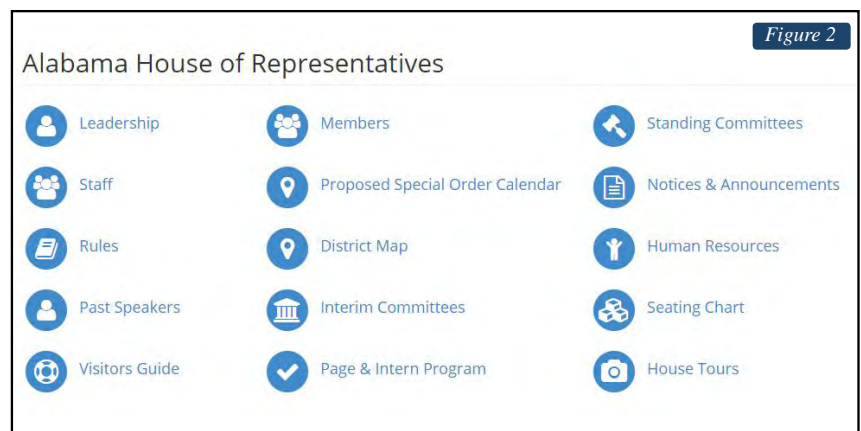 Figure 2
Alabama House of Representatives
Leadership
Members
Standing Committees
Staff
Proposed Special Order Calendar
Notices & Announcements
Rules
District Map
Human Resources
Past Speakers
Interim Committees
Seating Chart
Visitors Guide
Page & Intern Program
House Tours